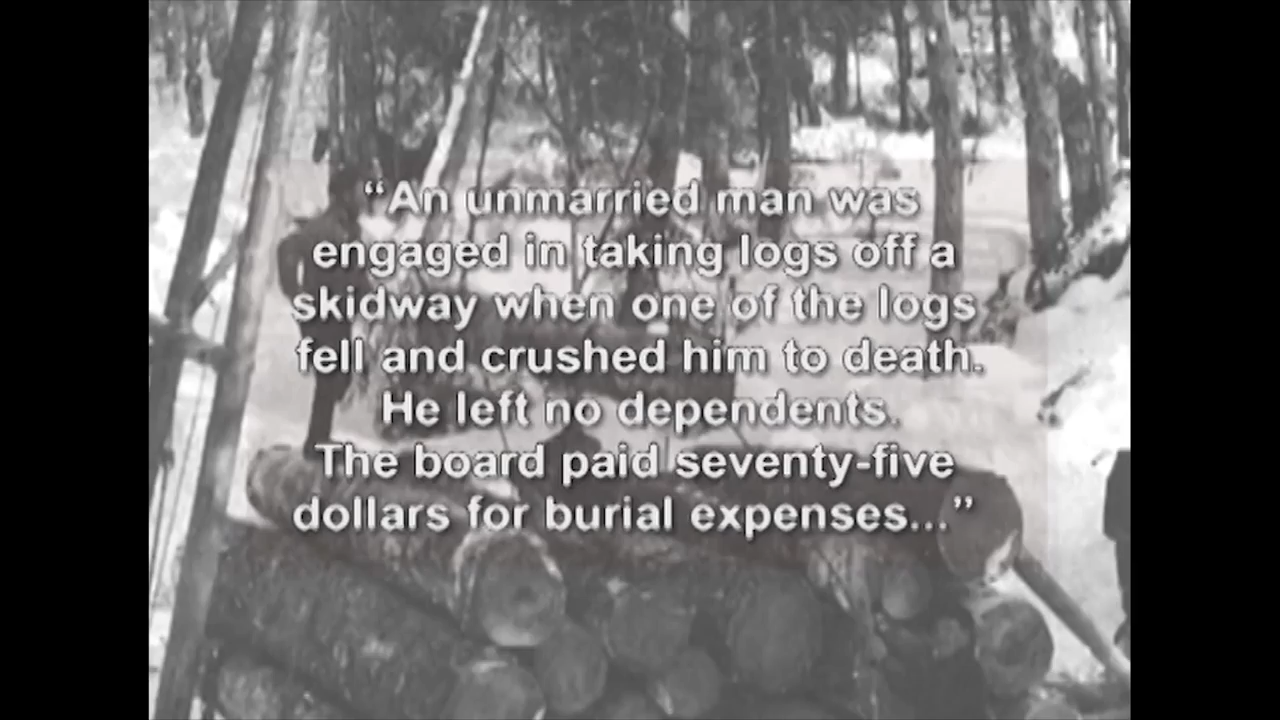 “An unmarried man was
engaged in taking logs off a
skidway when one of the logs
fell and crushed him to death.
He left no dependents.
The board paid seventy-five
dollars for burial expenses...”